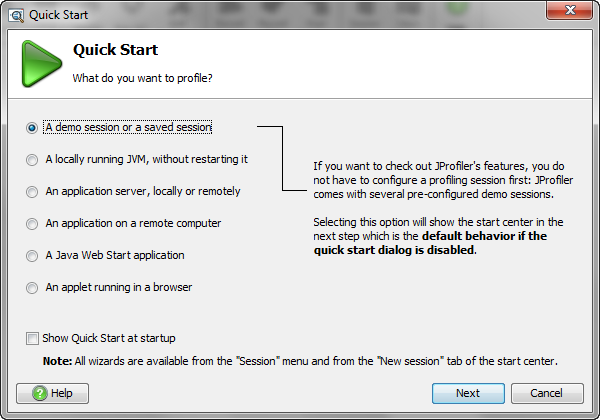 Quick Start
Quick Start
What do you want to profile?
A demo session or a saved session
A locally running JVM, without restarting it
An application server, locally or remotely
An application on a remote computer
A Java Web Start application
An applet running in a browser
If you want to check out JProfiler's features, you do
not have to configure a profiling session first: JProfiler
comes with several pre-configured demo sessions.
Selecting this option will show the start center in the
next step which is the default behavior if the
quick start dialog is disabled.
Show Quick Start at startup
Note: All wizards are available from the "Session" menu and from the "New session" tab of the start center.
Help
Next
Cancel